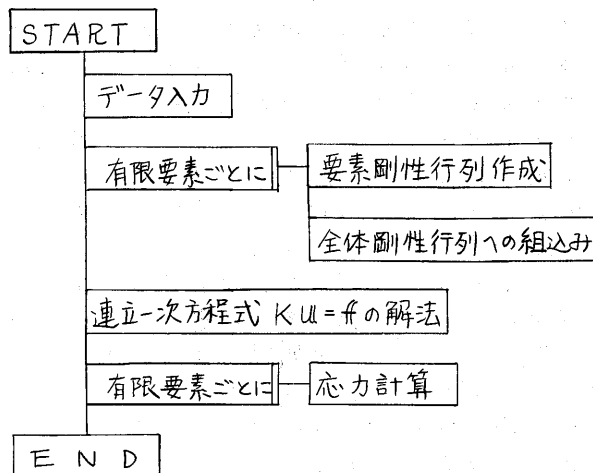 START
データ入力
有限要素ごとに
要素剛性行列作成
全体剛性行列への組込み
連立一次方程式 Ku=fの解法
有限要素ごとに
応力計算
END